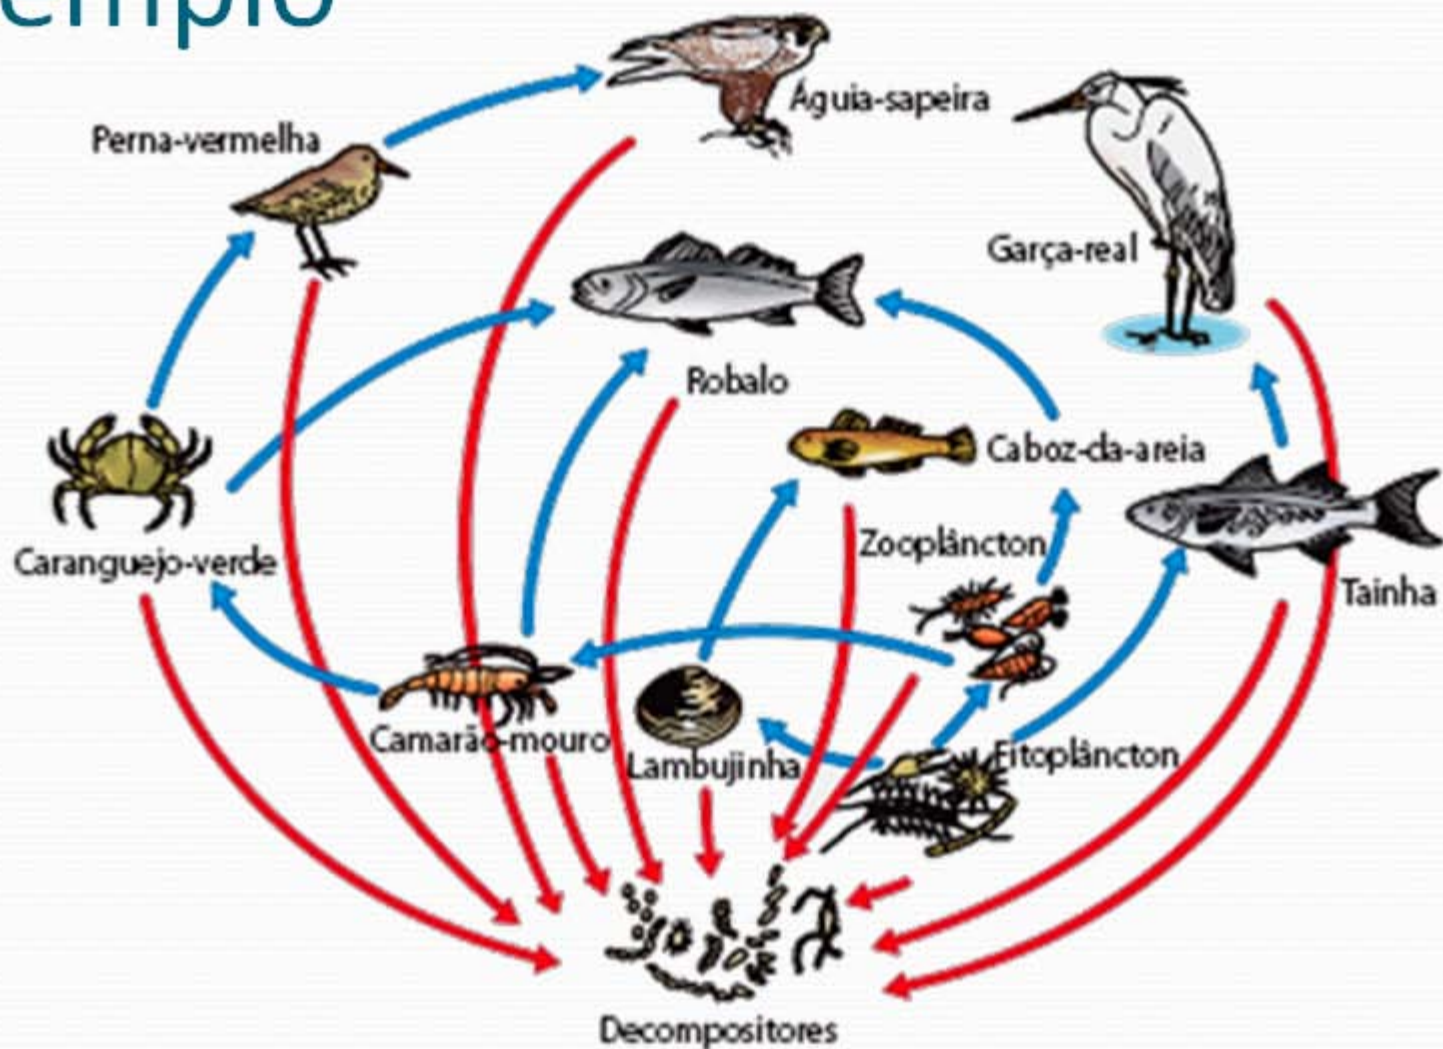 emplo
Águia-sapeira
Perna-vermelha
Garça-real
Robalo
Caboz-da-areia
Zooplâncton
Caranguejo-verde
Tainha
Camarão-mouro
Fitoplâncton
Lambujinha
Decompositores